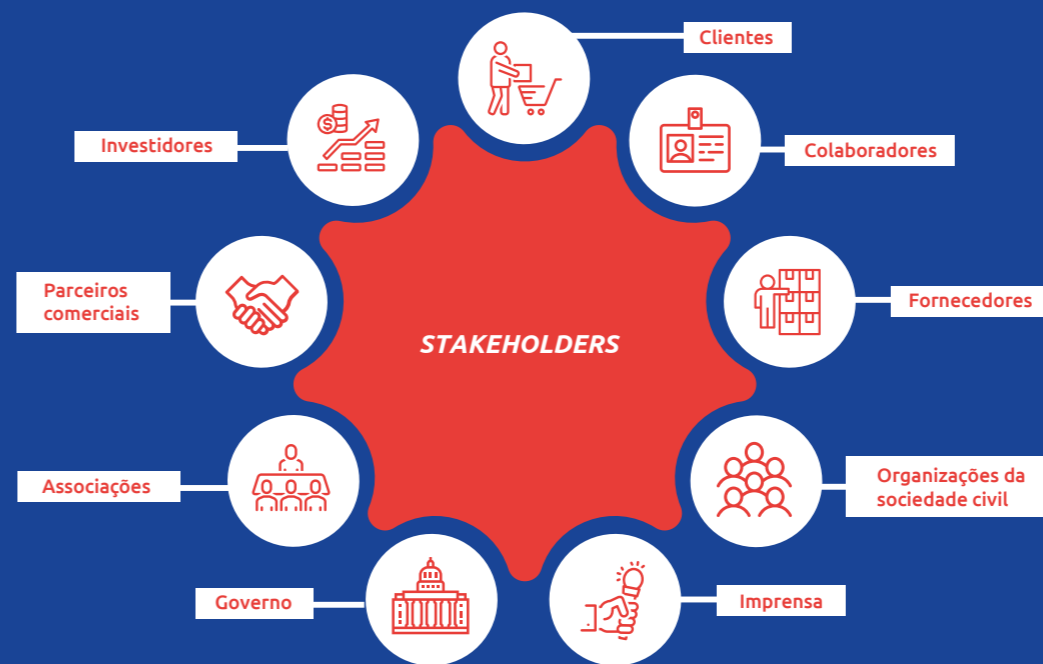 Clientes
Investidores
Colaboradores
Parceiros
comerciais
Fornecedores
STAKEHOLDERS
Associações
Organizações da
sociedade civil
Governo
Imprensa